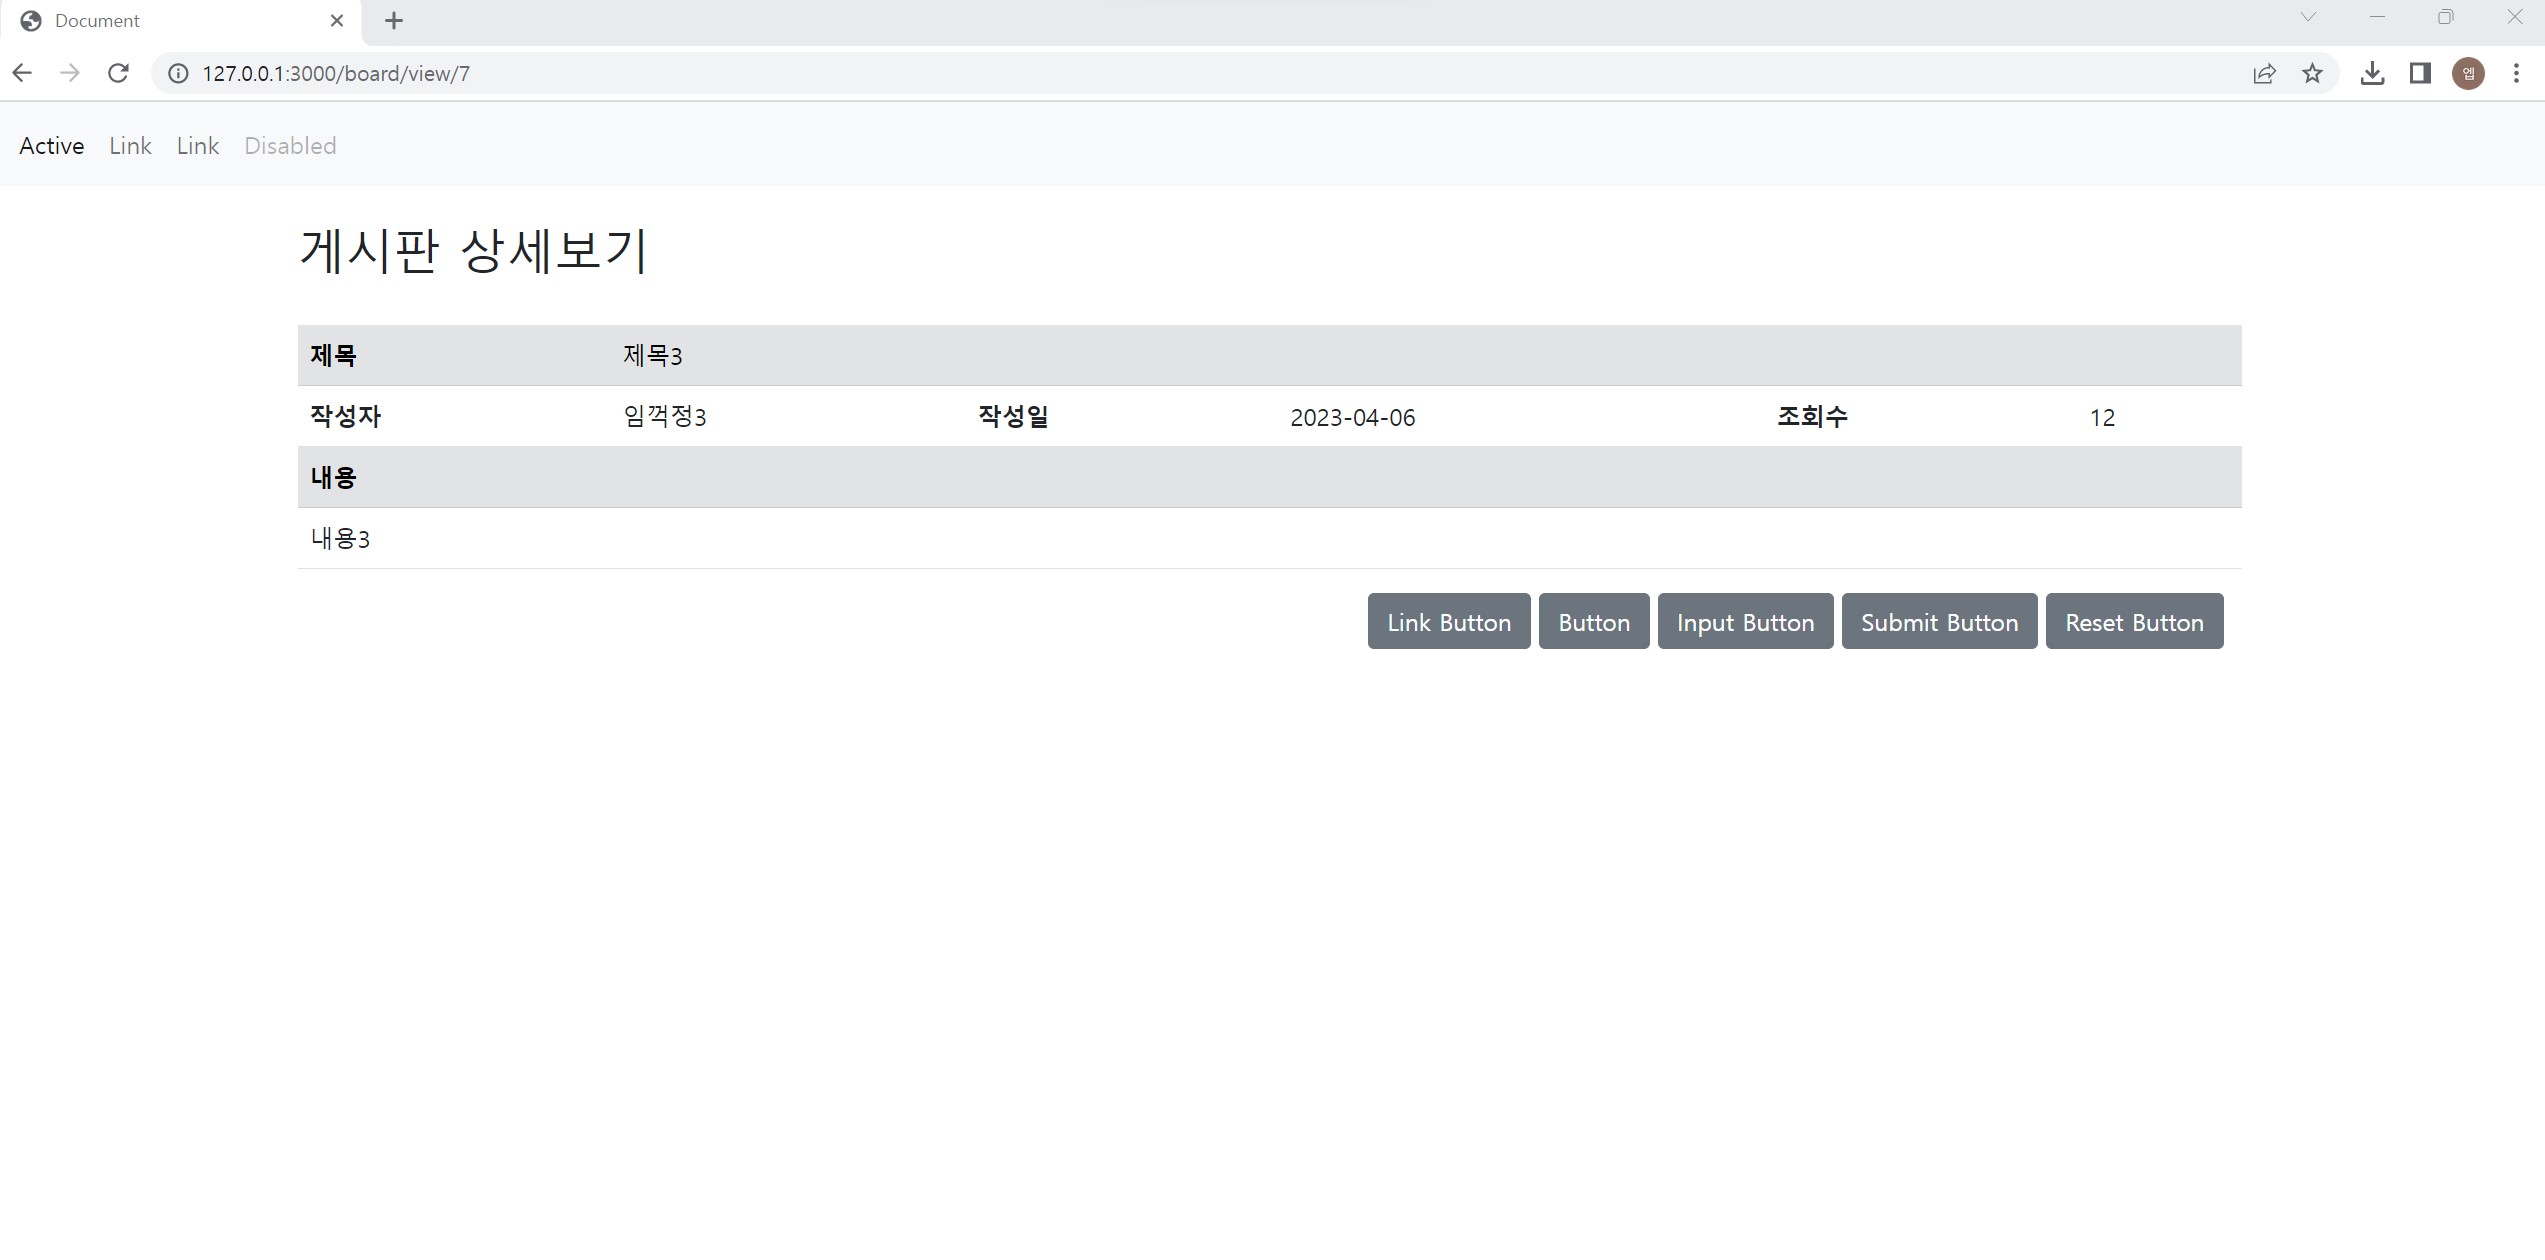 Document
127.0.0.1:3000/board/view/7
엡
Active Link Link Disabled
게시판 상세보기
제목 제목3
작성자 임꺽정3 작성일 2023-04-06 조회수 12
내용
내용3
Link Button Button Input Button Submit Button Reset Button